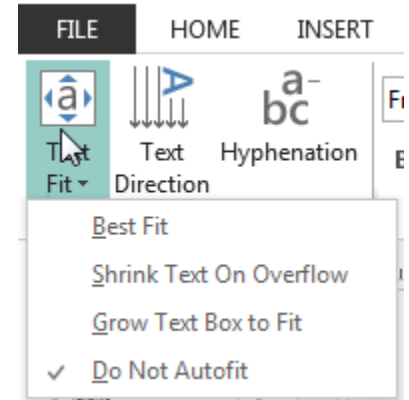 FILE HOME INSERT
a A a-
bc
Text Text Hyphenation
Fit Direction
Best Fit
Shrink Text On Overflow
Grow Text Box to Fit
Do Not Autofit